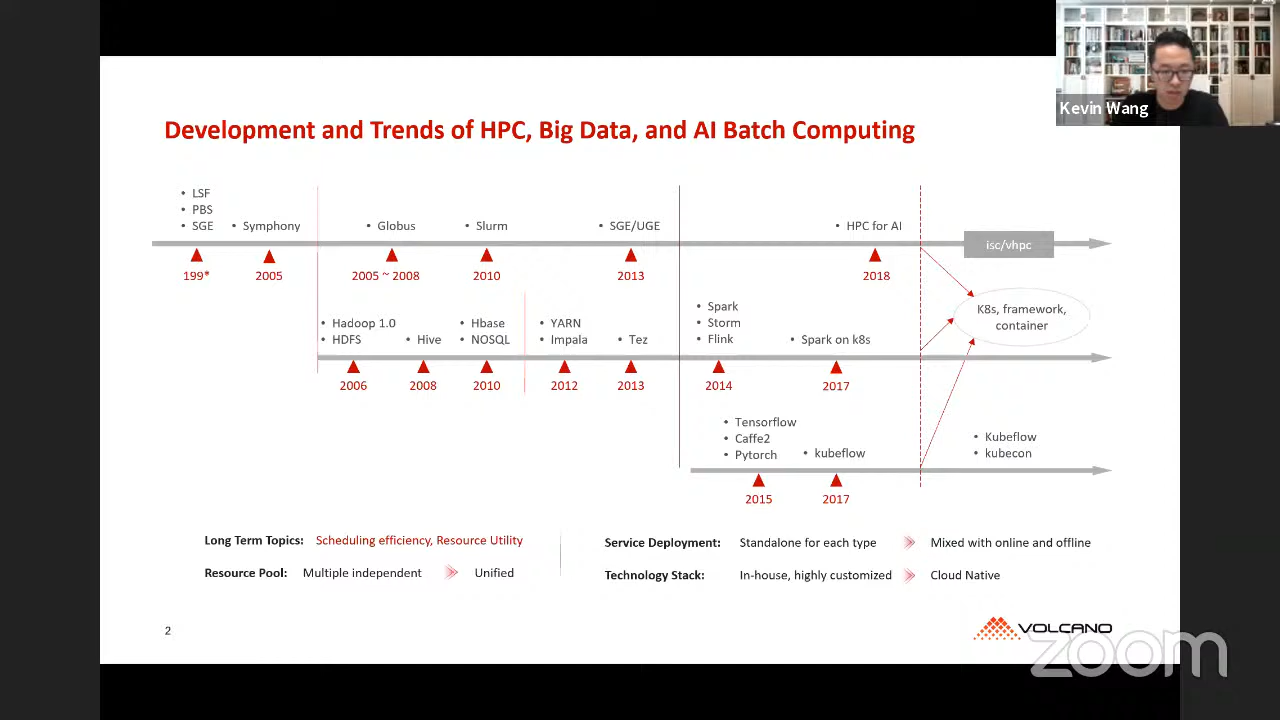 Kevin Wang
Development and Trends of HPC, Big Data, and AI Batch Computing
• LSF
• PBS
• SGE
• Symphony
• Globus
• Slurm
• SGE/UGE
• HPC for AI
isc/vhpc
199*
2005
2005 ~ 2008
2010
2013
2018
K8s, framework,
container
• Hadoop 1.0
• HDFS
• Hive
• Hbase
• NOSQL
• YARN
• Impala
• Tez
• Spark
• Storm
• Flink
• Spark on k8s
2006
2008
2010
2012
2013
2014
2017
• Tensorflow
• Caffe2
• Pytorch
• kubeflow
• Kubeflow
• kubecon
2015
2017
Long Term Topics: Scheduling efficiency, Resource Utility
Resource Pool: Multiple independent Unified
Service Deployment: Standalone for each type Mixed with online and offline
Technology Stack: In-house, highly customized Cloud Native
2
VOLCANO
zoom